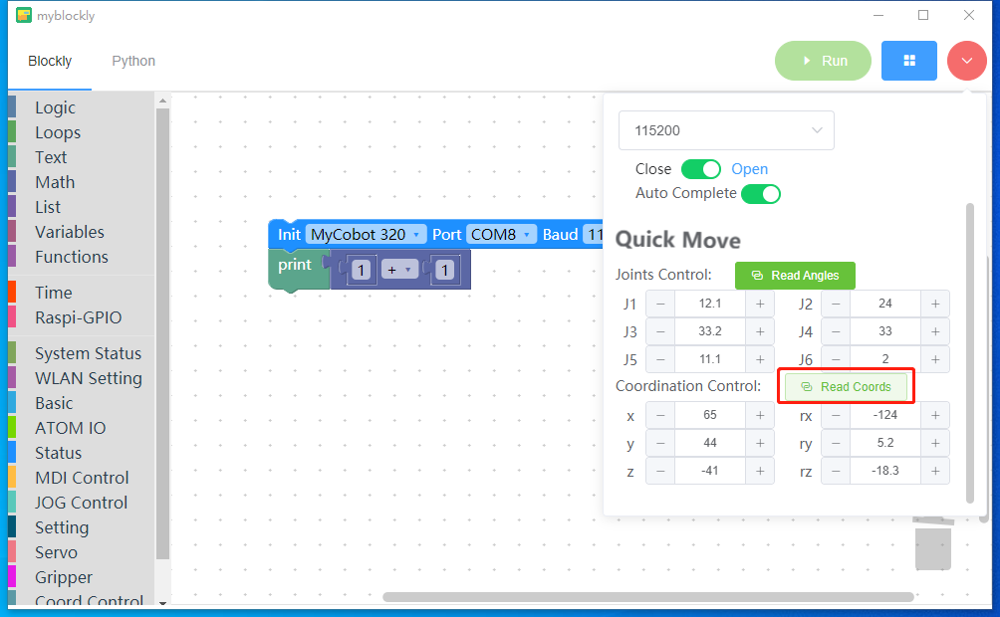 myblockly
Blockly
Python
Run
Logic
Loops
Text
Math
List
Variables
Functions
Time
Raspi-GPIO
System Status
WLAN Setting
Basic
ATOM IO
Status
MDI Control
JOG Control
Setting
Servo
Gripper
Coord Control
Init MyCobot 320 Port COM8 Baud 11
print 1 + 1
115200
Close Open
Auto Complete
Quick Move
Joints Control: Read Angles
J1 − 12.1 + J2 − 24 +
J3 − 33.2 + J4 − 33 +
J5 − 11.1 + J6 − 2 +
Coordination Control: Read Coords
x − 65 + rx − -124 +
y − 44 + ry − 5.2 +
z − -41 + rz − -18.3 +